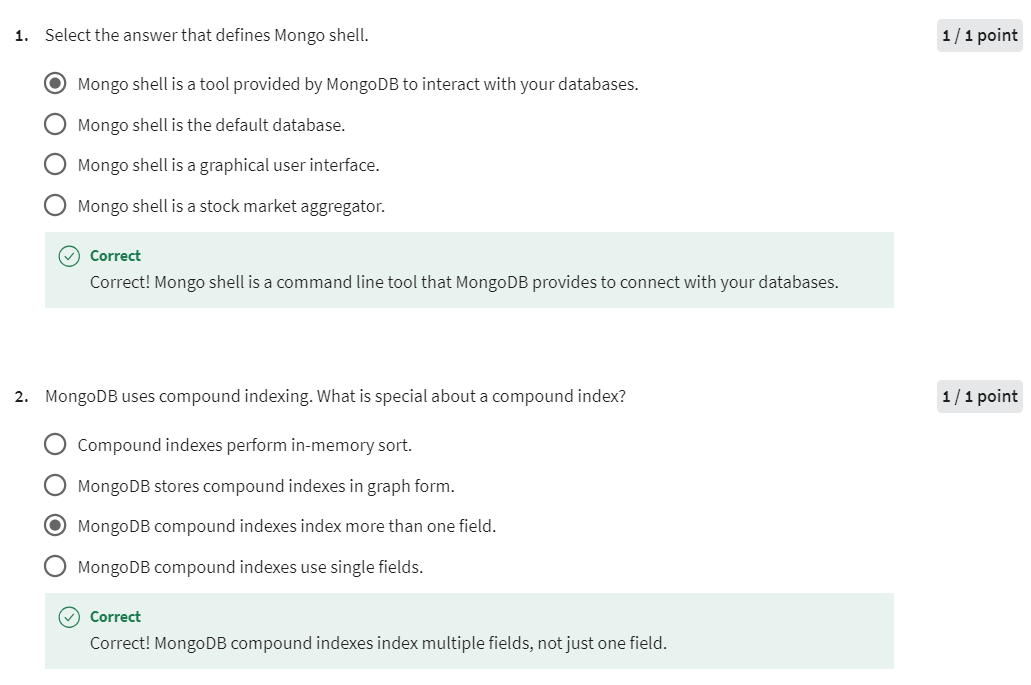 1. Select the answer that defines Mongo shell. 1 / 1 point
Mongo shell is a tool provided by MongoDB to interact with your databases.
Mongo shell is the default database.
Mongo shell is a graphical user interface.
Mongo shell is a stock market aggregator.
Correct
Correct! Mongo shell is a command line tool that MongoDB provides to connect with your databases.
2. MongoDB uses compound indexing. What is special about a compound index? 1 / 1 point
Compound indexes perform in-memory sort.
MongoDB stores compound indexes in graph form.
MongoDB compound indexes index more than one field.
MongoDB compound indexes use single fields.
Correct
Correct! MongoDB compound indexes index multiple fields, not just one field.